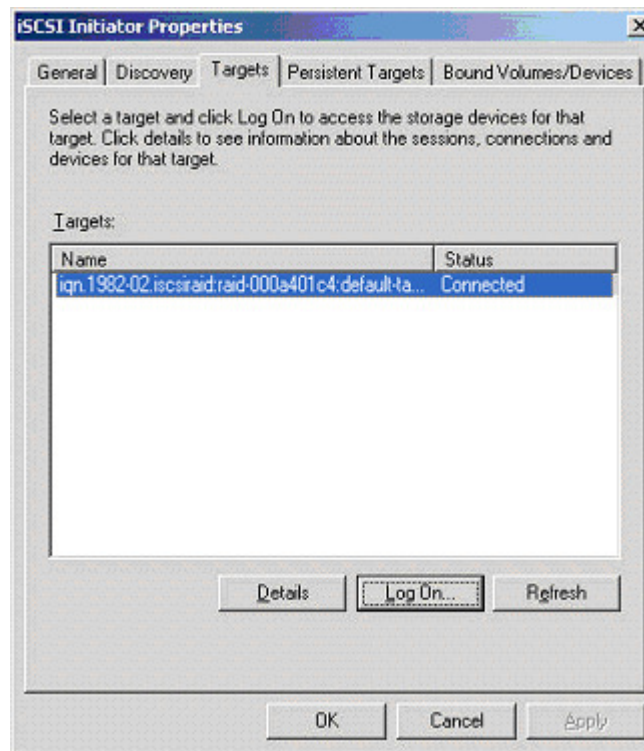 iSCSI Initiator Properties
General Discovery Targets Persistent Targets Bound Volumes/Devices
Select a target and click Log On to access the storage devices for that
target. Click details to see information about the sessions, connections and
devices for that target.
Targets:
Name Status
iqn.1982-02.iscsiraid:raid-000a401c4:default-ta... Connected
Details Log On... Refresh
OK Cancel Apply